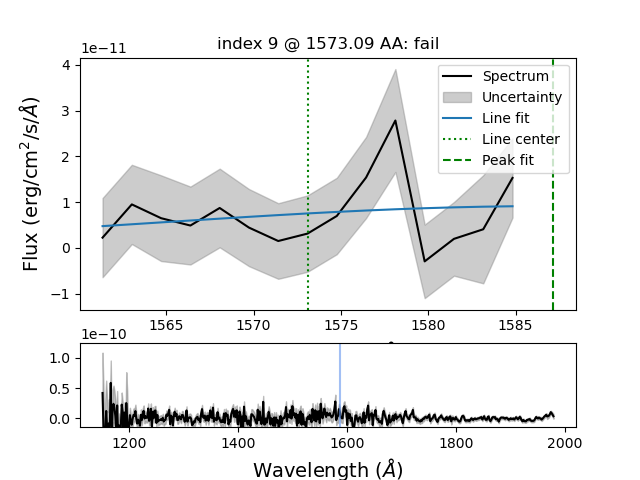 index 9 @ 1573.09 AA: fail
1e−11
4
3
2
1
0
−1
Flux (erg/cm²/s/Å)
Spectrum
Uncertainty
Line fit
Line center
Peak fit
1565 1570 1575 1580 1585
1e−10
1.0
0.5
0.0
1200 1400 1600 1800 2000
Wavelength (Å)